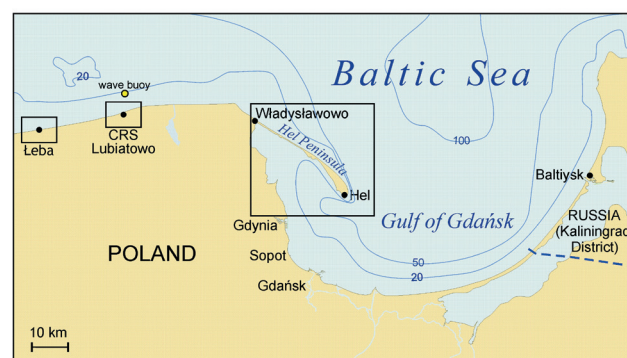 Baltic Sea
20
wave buoy
Władysławowo
CRS
Lubiatowo
Łeba
Hel Peninsula
100
Hel
Baltiysk
Gulf of Gdańsk
Gdynia
RUSSIA
(Kaliningrad
District)
POLAND
Sopot
50
20
Gdańsk
10 km